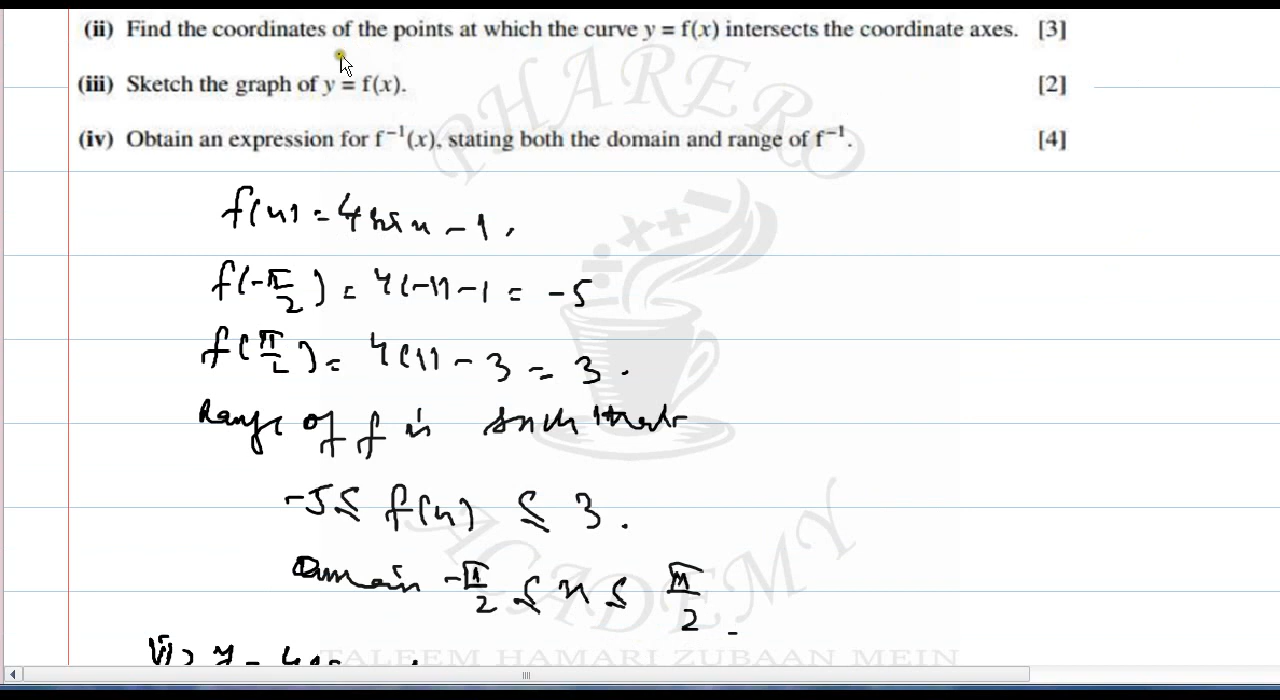 (ii) Find the coordinates of the points at which the curve y = f(x) intersects the coordinate axes. [3]
(iii) Sketch the graph of y = f(x). [2]
(iv) Obtain an expression for f⁻¹(x), stating both the domain and range of f⁻¹. [4]
f(x) = 4 sin x - 1,
f(-π/2) = 4(-1) - 1 = -5
f(π/2) = 4(1) - 3 = 3.
Range of f is such that
-5 ≤ f(x) ≤ 3.
Domain -π/2 ≤ x ≤ π/2.
PHARERO
ACADEMY
TALEEM HAMARI ZUBAAN MEIN